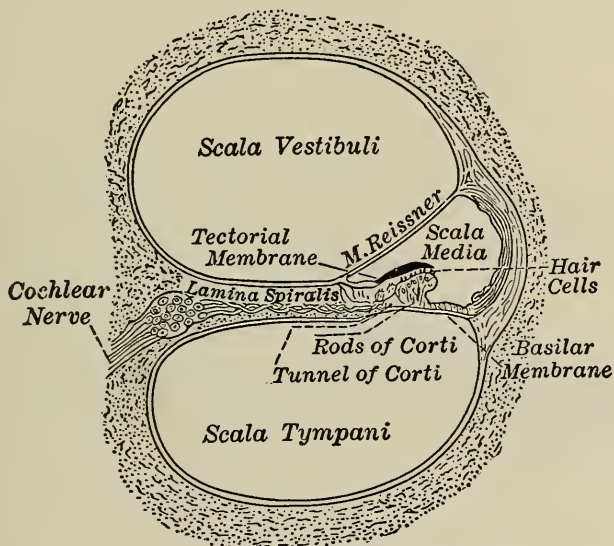 Scala Vestibuli
M. Reissner
Tectorial
Membrane
Scala
Media
Hair
Cells
Lamina Spiralis
Cochlear
Nerve
Rods of Corti
Tunnel of Corti
Basilar
Membrane
Scala Tympani